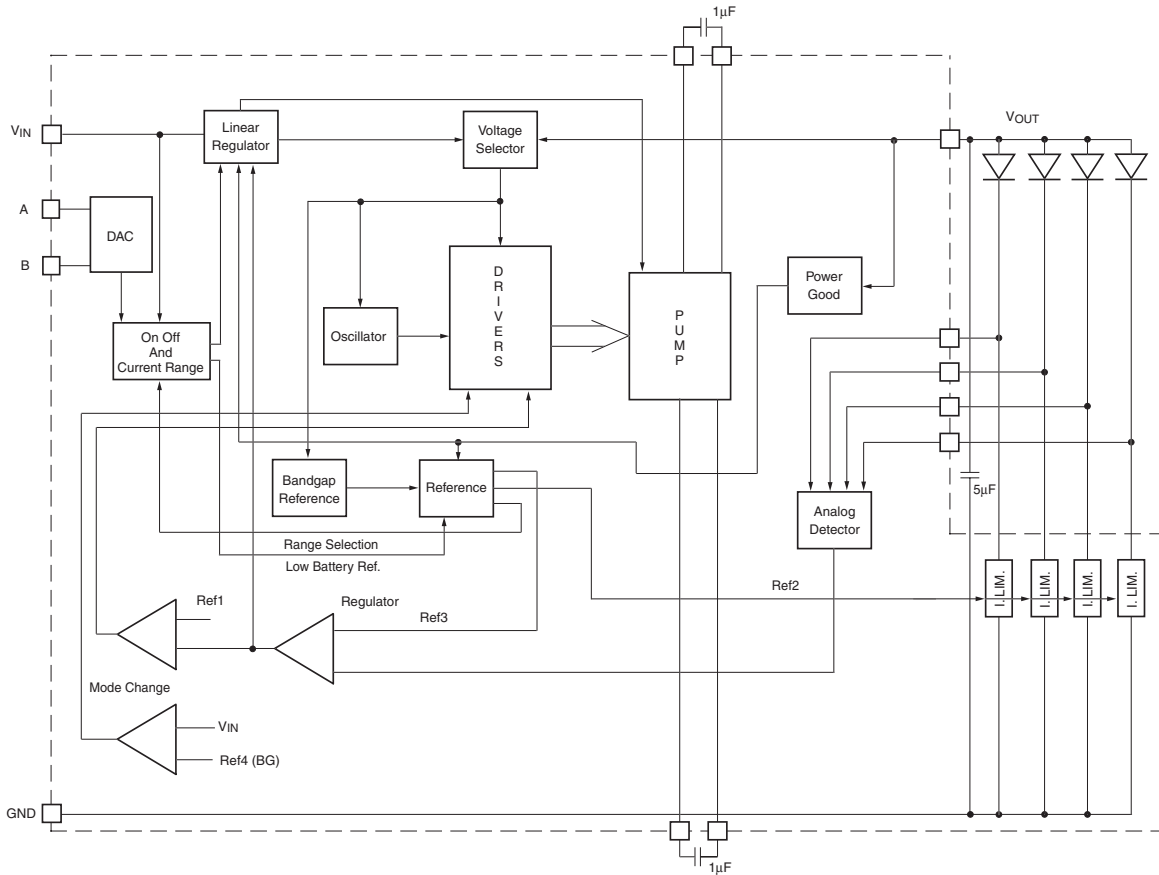 1µF
VIN
Linear
Regulator
Voltage
Selector
VOUT
A
DAC
B
DRIVERS
Power
Good
PUMP
On Off
And
Current Range
Oscillator
Bandgap
Reference
Reference
5µF
Analog
Detector
Range Selection
Low Battery Ref.
Ref2
I. LIM.
I. LIM.
I. LIM.
I. LIM.
Ref1
Regulator
Ref3
Mode Change
VIN
Ref4 (BG)
GND
1µF